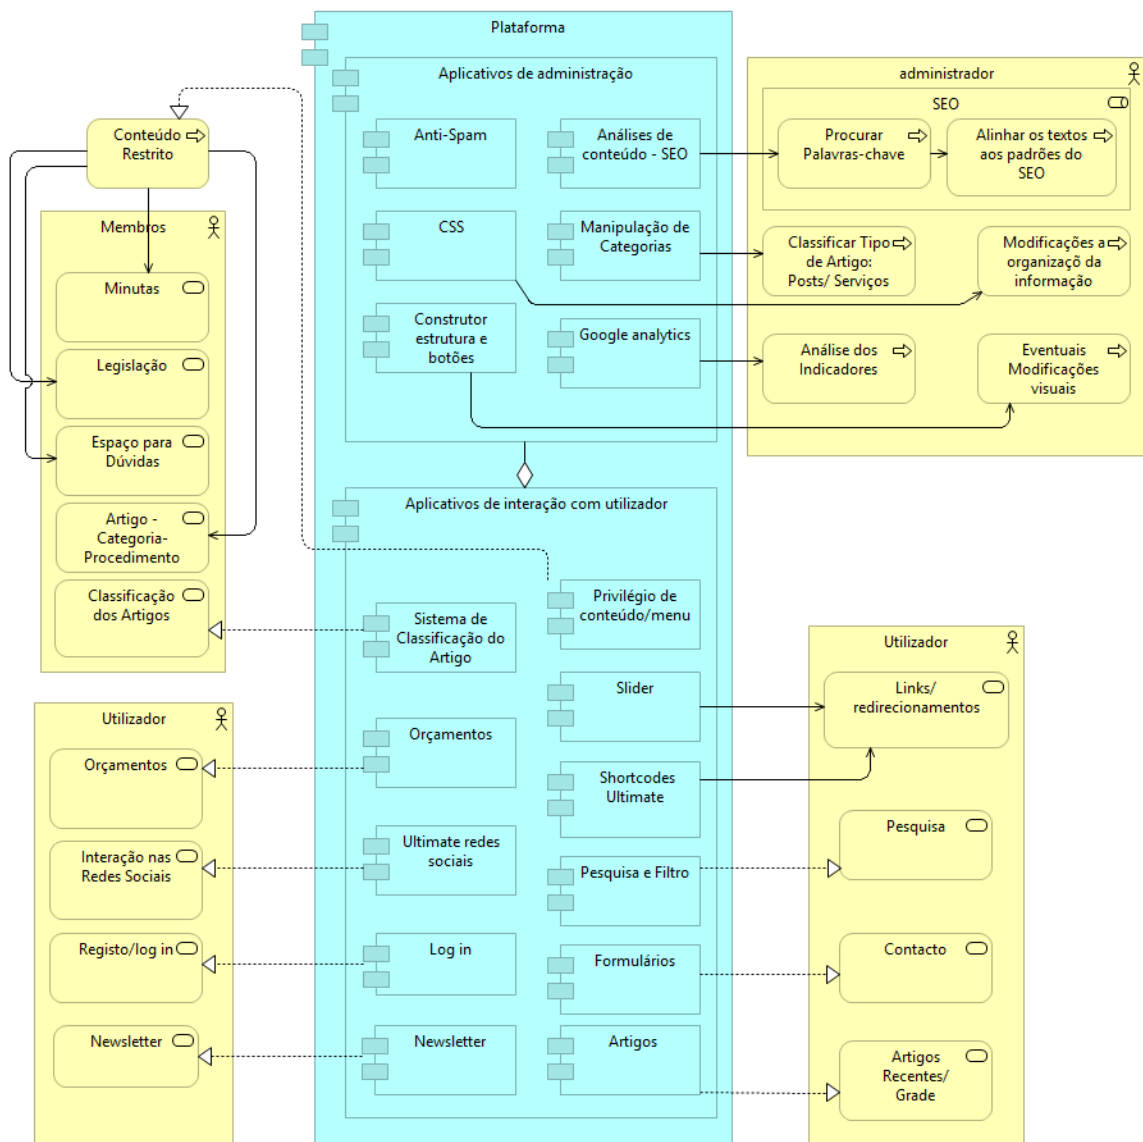 Plataforma
Aplicativos de administração
Anti-Spam
Análises de
conteúdo - SEO
CSS
Manipulação de
Categorias
Construtor
estrutura e
botões
Google analytics
administrador
SEO
Procurar
Palavras-chave
Alinhar os textos
aos padrões do
SEO
Classificar Tipo
de Artigo:
Posts/ Serviços
Modificações a
organizaçõ da
informação
Análise dos
Indicadores
Eventuais
Modificações
visuais
Conteúdo
Restrito
Membros
Minutas
Legislação
Espaço para
Dúvidas
Artigo -
Categoria-
Procedimento
Classificação
dos Artigos
Aplicativos de interação com utilizador
Privilégio de
conteúdo/menu
Sistema de
Classificação do
Artigo
Slider
Orçamentos
Shortcodes
Ultimate
Ultimate redes
sociais
Pesquisa e Filtro
Log in
Formulários
Newsletter
Artigos
Utilizador
Orçamentos
Interação nas
Redes Sociais
Registo/log in
Newsletter
Utilizador
Links/
redirecionamentos
Pesquisa
Contacto
Artigos
Recentes/
Grade